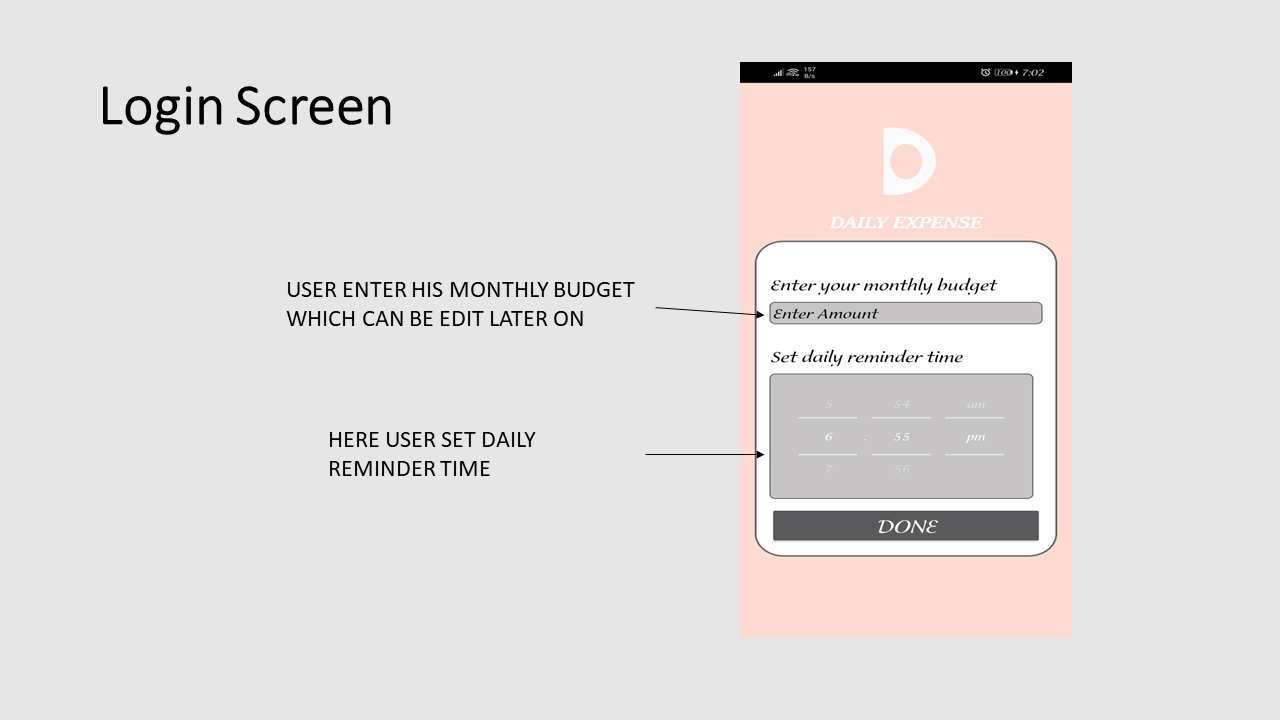 Login Screen
157
B/s
100 7:02
D
DAILY EXPENSE
USER ENTER HIS MONTHLY BUDGET
WHICH CAN BE EDIT LATER ON
Enter your monthly budget
Enter Amount
Set daily reminder time
HERE USER SET DAILY
REMINDER TIME
5 54 am
6 : 55 pm
7 56
DONE